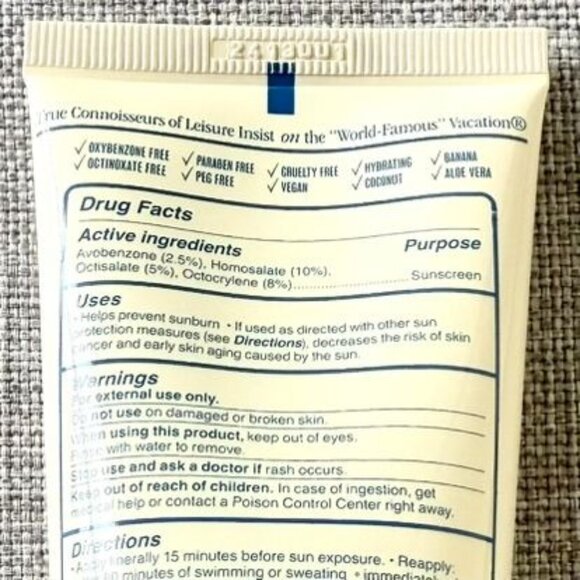 2413001
True Connoisseurs of Leisure Insist on the "World-Famous" Vacation®
✓ OXYBENZONE FREE ✓ PARABEN FREE ✓ CRUELTY FREE ✓ HYDRATING ✓ BANANA
✓ OCTINOXATE FREE ✓ PEG FREE ✓ VEGAN ✓ COCONUT ✓ ALOE VERA
Drug Facts
Active ingredients Purpose
Avobenzone (2.5%), Homosalate (10%),
Octisalate (5%), Octocrylene (8%)..................... Sunscreen
Uses
• Helps prevent sunburn • If used as directed with other sun
protection measures (see Directions), decreases the risk of skin
cancer and early skin aging caused by the sun.
Warnings
For external use only.
Do not use on damaged or broken skin.
When using this product, keep out of eyes.
Rinse with water to remove.
Stop use and ask a doctor if rash occurs.
Keep out of reach of children. In case of ingestion, get
medical help or contact a Poison Control Center right away.
Directions
• Apply liberally 15 minutes before sun exposure. • Reapply:
minutes of swimming or sweating • immediately